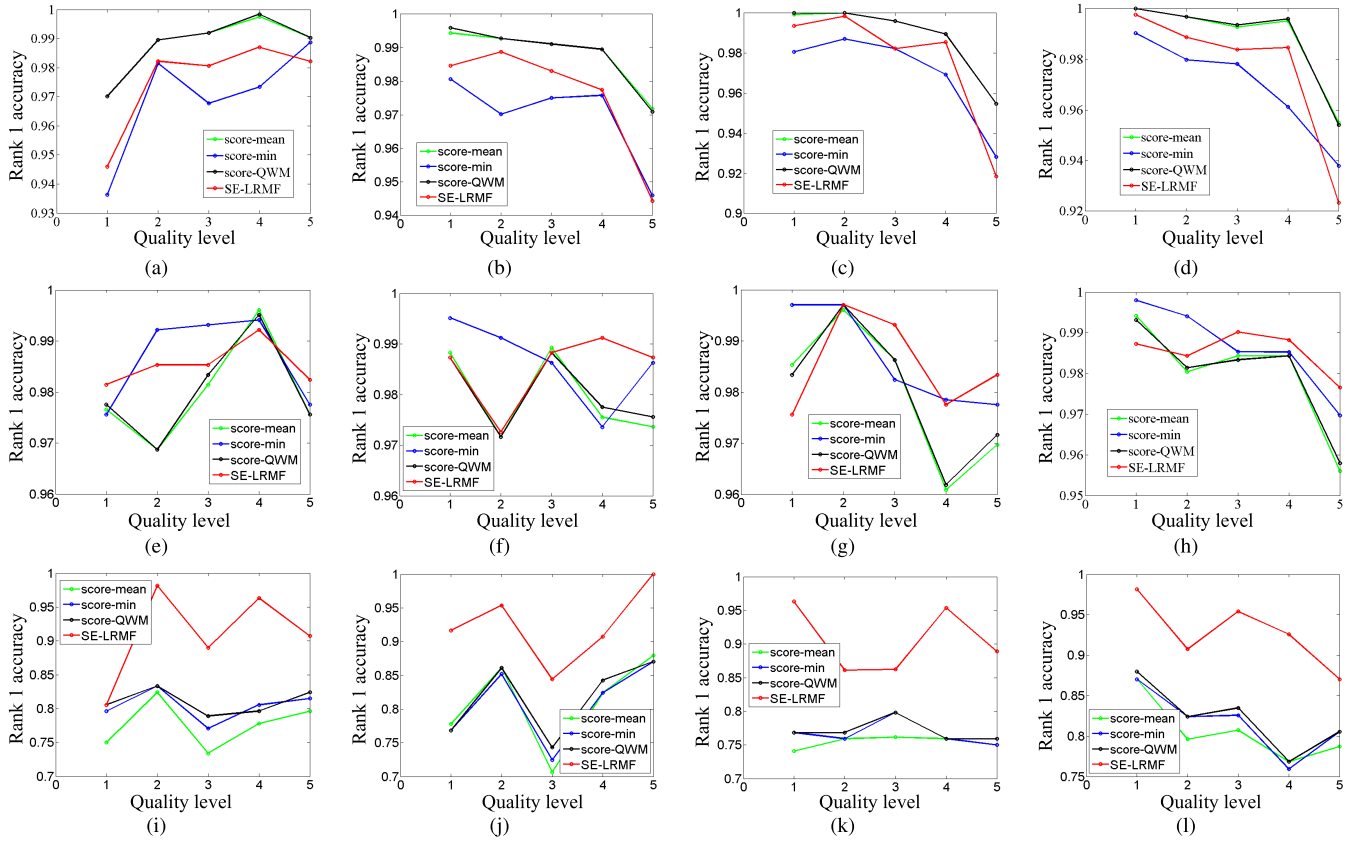 Rank 1 accuracy
1
0.99
0.98
0.97
0.96
0.95
0.94
0.93
0 1 2 3 4 5
score-mean
score-min
score-QWM
SE-LRMF
Quality level
(a)
Rank 1 accuracy
1
0.99
0.98
0.97
0.96
0.95
0.94
0 1 2 3 4 5
score-mean
score-min
score-QWM
SE-LRMF
Quality level
(b)
Rank 1 accuracy
1
0.98
0.96
0.94
0.92
0.9
0 1 2 3 4 5
score-mean
score-min
score-QWM
SE-LRMF
Quality level
(c)
Rank 1 accuracy
1
0.98
0.96
0.94
0.92
0 1 2 3 4 5
score-mean
score-min
score-QWM
SE-LRMF
Quality level
(d)
Rank 1 accuracy
1
0.99
0.98
0.97
0.96
0 1 2 3 4 5
score-mean
score-min
score-QWM
SE-LRMF
Quality level
(e)
Rank 1 accuracy
1
0.99
0.98
0.97
0.96
0 1 2 3 4 5
score-mean
score-min
score-QWM
SE-LRMF
Quality level
(f)
Rank 1 accuracy
1
0.99
0.98
0.97
0.96
0 1 2 3 4 5
score-mean
score-min
score-QWM
SE-LRMF
Quality level
(g)
Rank 1 accuracy
1
0.99
0.98
0.97
0.96
0.95
0 1 2 3 4 5
score-mean
score-min
score-QWM
SE-LRMF
Quality level
(h)
Rank 1 accuracy
1
0.95
0.9
0.85
0.8
0.75
0.7
0 1 2 3 4 5
score-mean
score-min
score-QWM
SE-LRMF
Quality level
(i)
Rank 1 accuracy
1
0.95
0.9
0.85
0.8
0.75
0.7
0 1 2 3 4 5
score-mean
score-min
score-QWM
SE-LRMF
Quality level
(j)
Rank 1 accuracy
1
0.95
0.9
0.85
0.8
0.75
0.7
0 1 2 3 4 5
score-mean
score-min
score-QWM
SE-LRMF
Quality level
(k)
Rank 1 accuracy
1
0.95
0.9
0.85
0.8
0.75
0 1 2 3 4 5
score-mean
score-min
score-QWM
SE-LRMF
Quality level
(l)